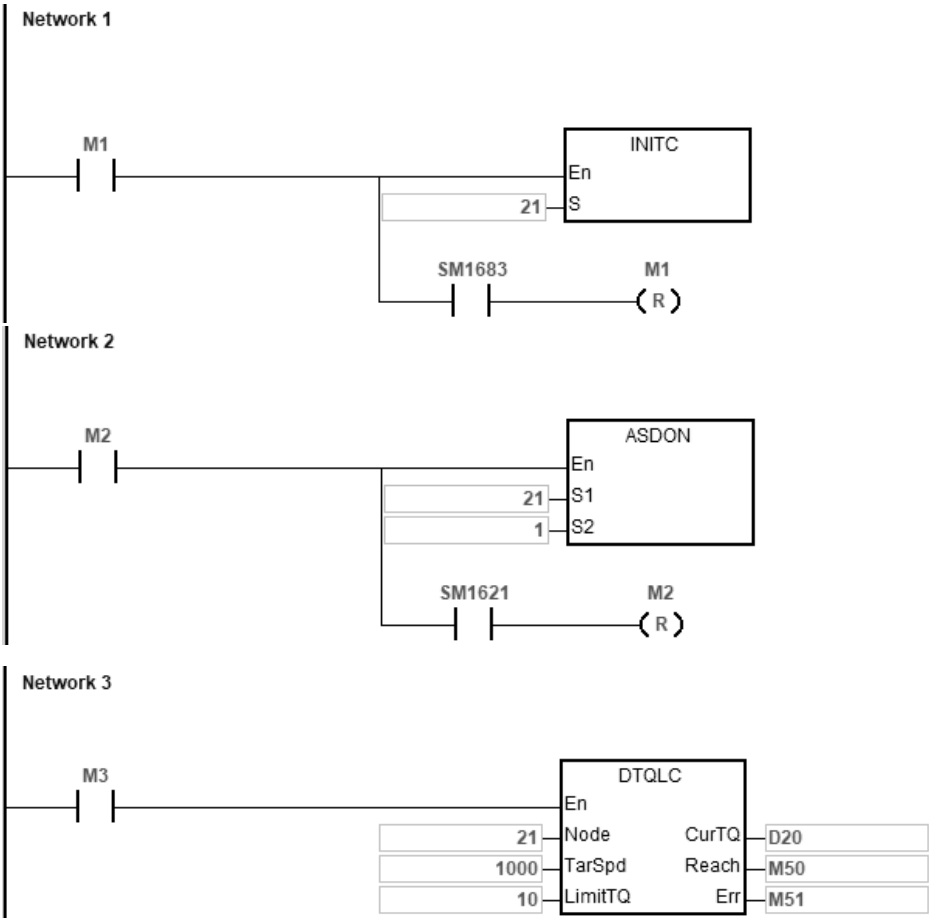 Network 1
M1
INITC
En
21 S
SM1683 M1
R
Network 2
M2
ASDON
En
21 S1
1 S2
SM1621 M2
R
Network 3
M3
DTQLC
En
21 Node CurTQ D20
1000 TarSpd Reach M50
10 LimitTQ Err M51